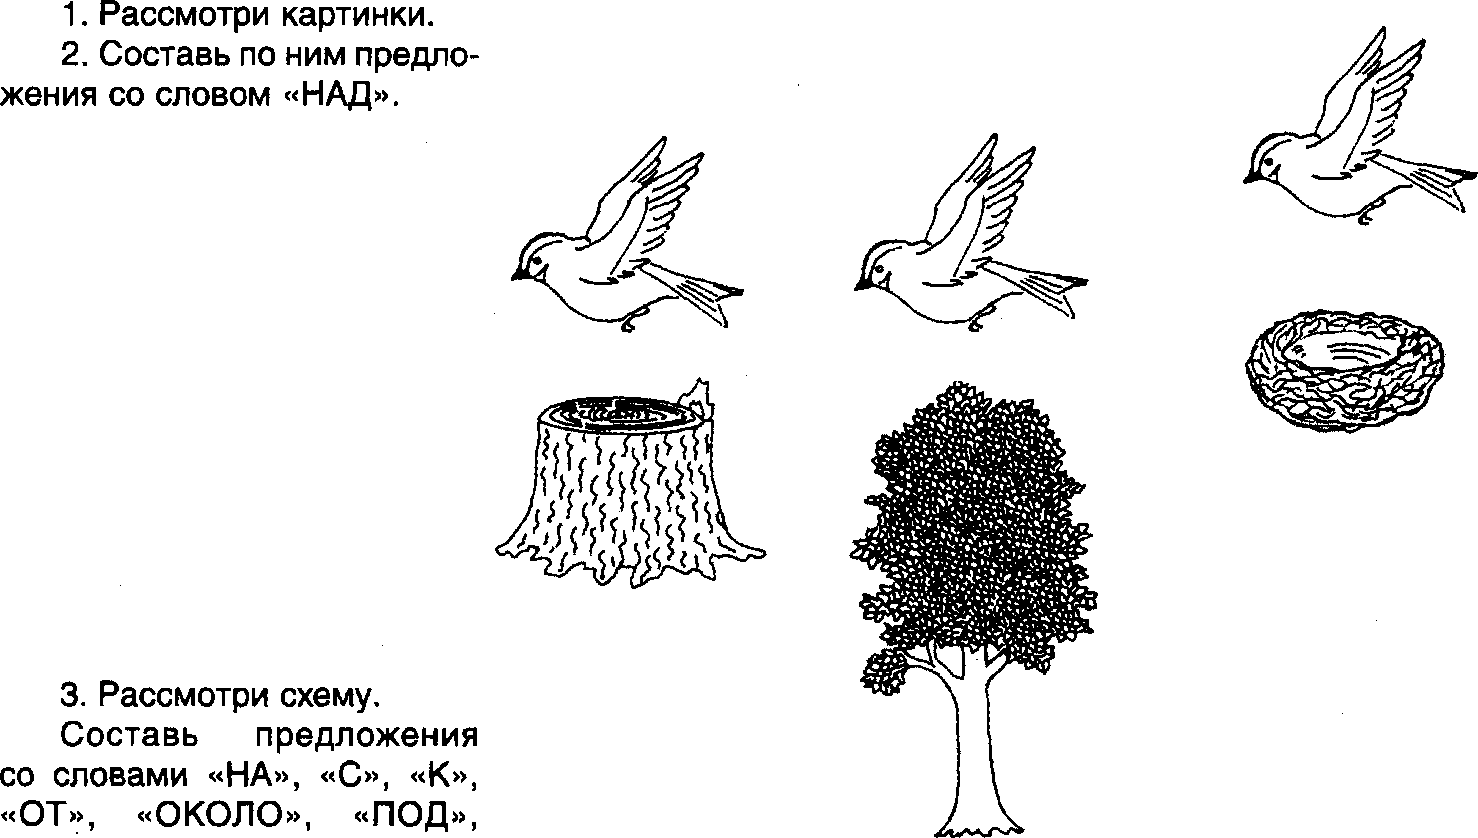 1. Рассмотри картинки.
2. Составь по ним предло-
жения со словом «НАД».
3. Рассмотри схему.
Составь предложения
со словами «НА», «С», «К»,
«ОТ», «ОКОЛО», «ПОД»,